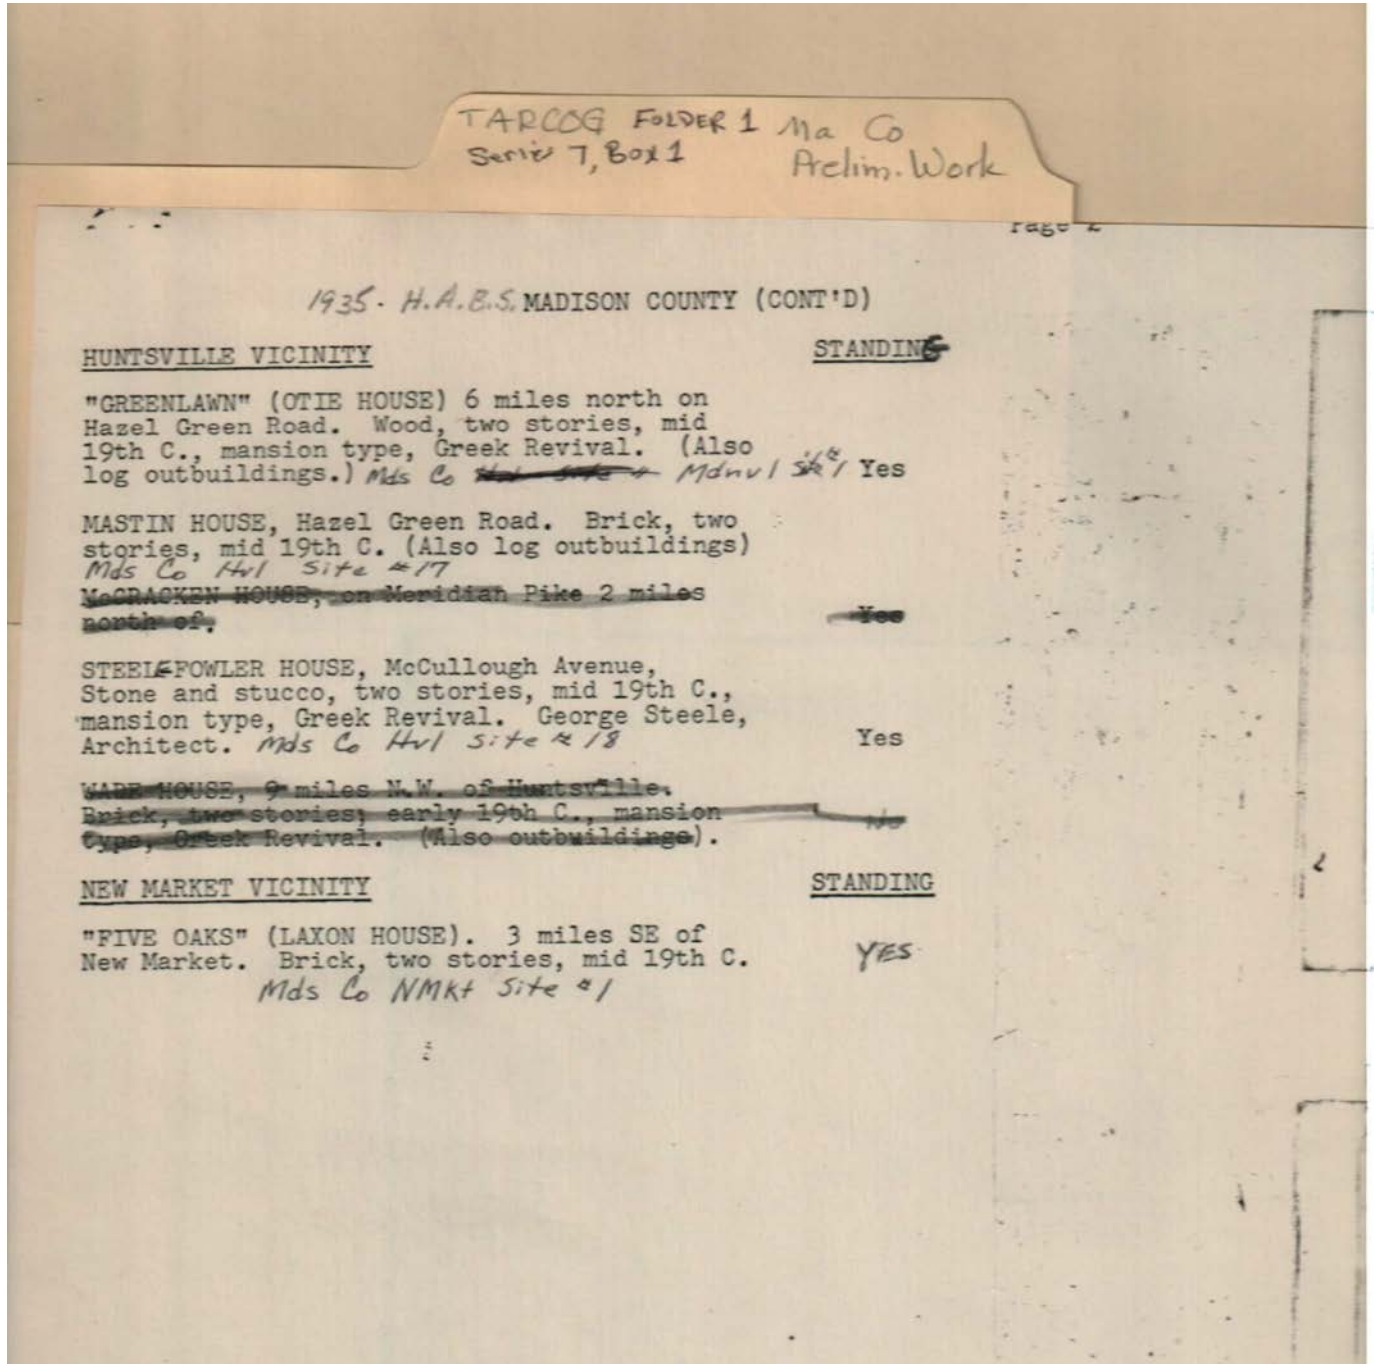 TARCOG FOLDER 1 Ma Co
Series 7, Box 1 Prelim. Work
Page 2
1935. H.A.B.S. MADISON COUNTY (CONT'D)
HUNTSVILLE VICINITY STANDING
"GREENLAWN" (OTIE HOUSE) 6 miles north on
Hazel Green Road. Wood, two stories, mid
19th C., mansion type, Greek Revival. (Also
log outbuildings.) Mds Co Mdnvl Site #1 Yes
MASTIN HOUSE, Hazel Green Road. Brick, two
stories, mid 19th C. (Also log outbuildings)
Mds Co Hvl Site #17
McCRACKEN HOUSE, on Meridian Pike 2 miles
north of. Yes
STEELE FOWLER HOUSE, McCullough Avenue,
Stone and stucco, two stories, mid 19th C.,
mansion type, Greek Revival. George Steele,
Architect. Mds Co Hvl Site #18 Yes
WADE HOUSE, 9 miles N.W. of Huntsville.
Brick, two stories, early 19th C., mansion
type, Greek Revival. (Also outbuildings). No
NEW MARKET VICINITY STANDING
"FIVE OAKS" (LAXON HOUSE). 3 miles SE of
New Market. Brick, two stories, mid 19th C. YES
Mds Co NMKt Site #1